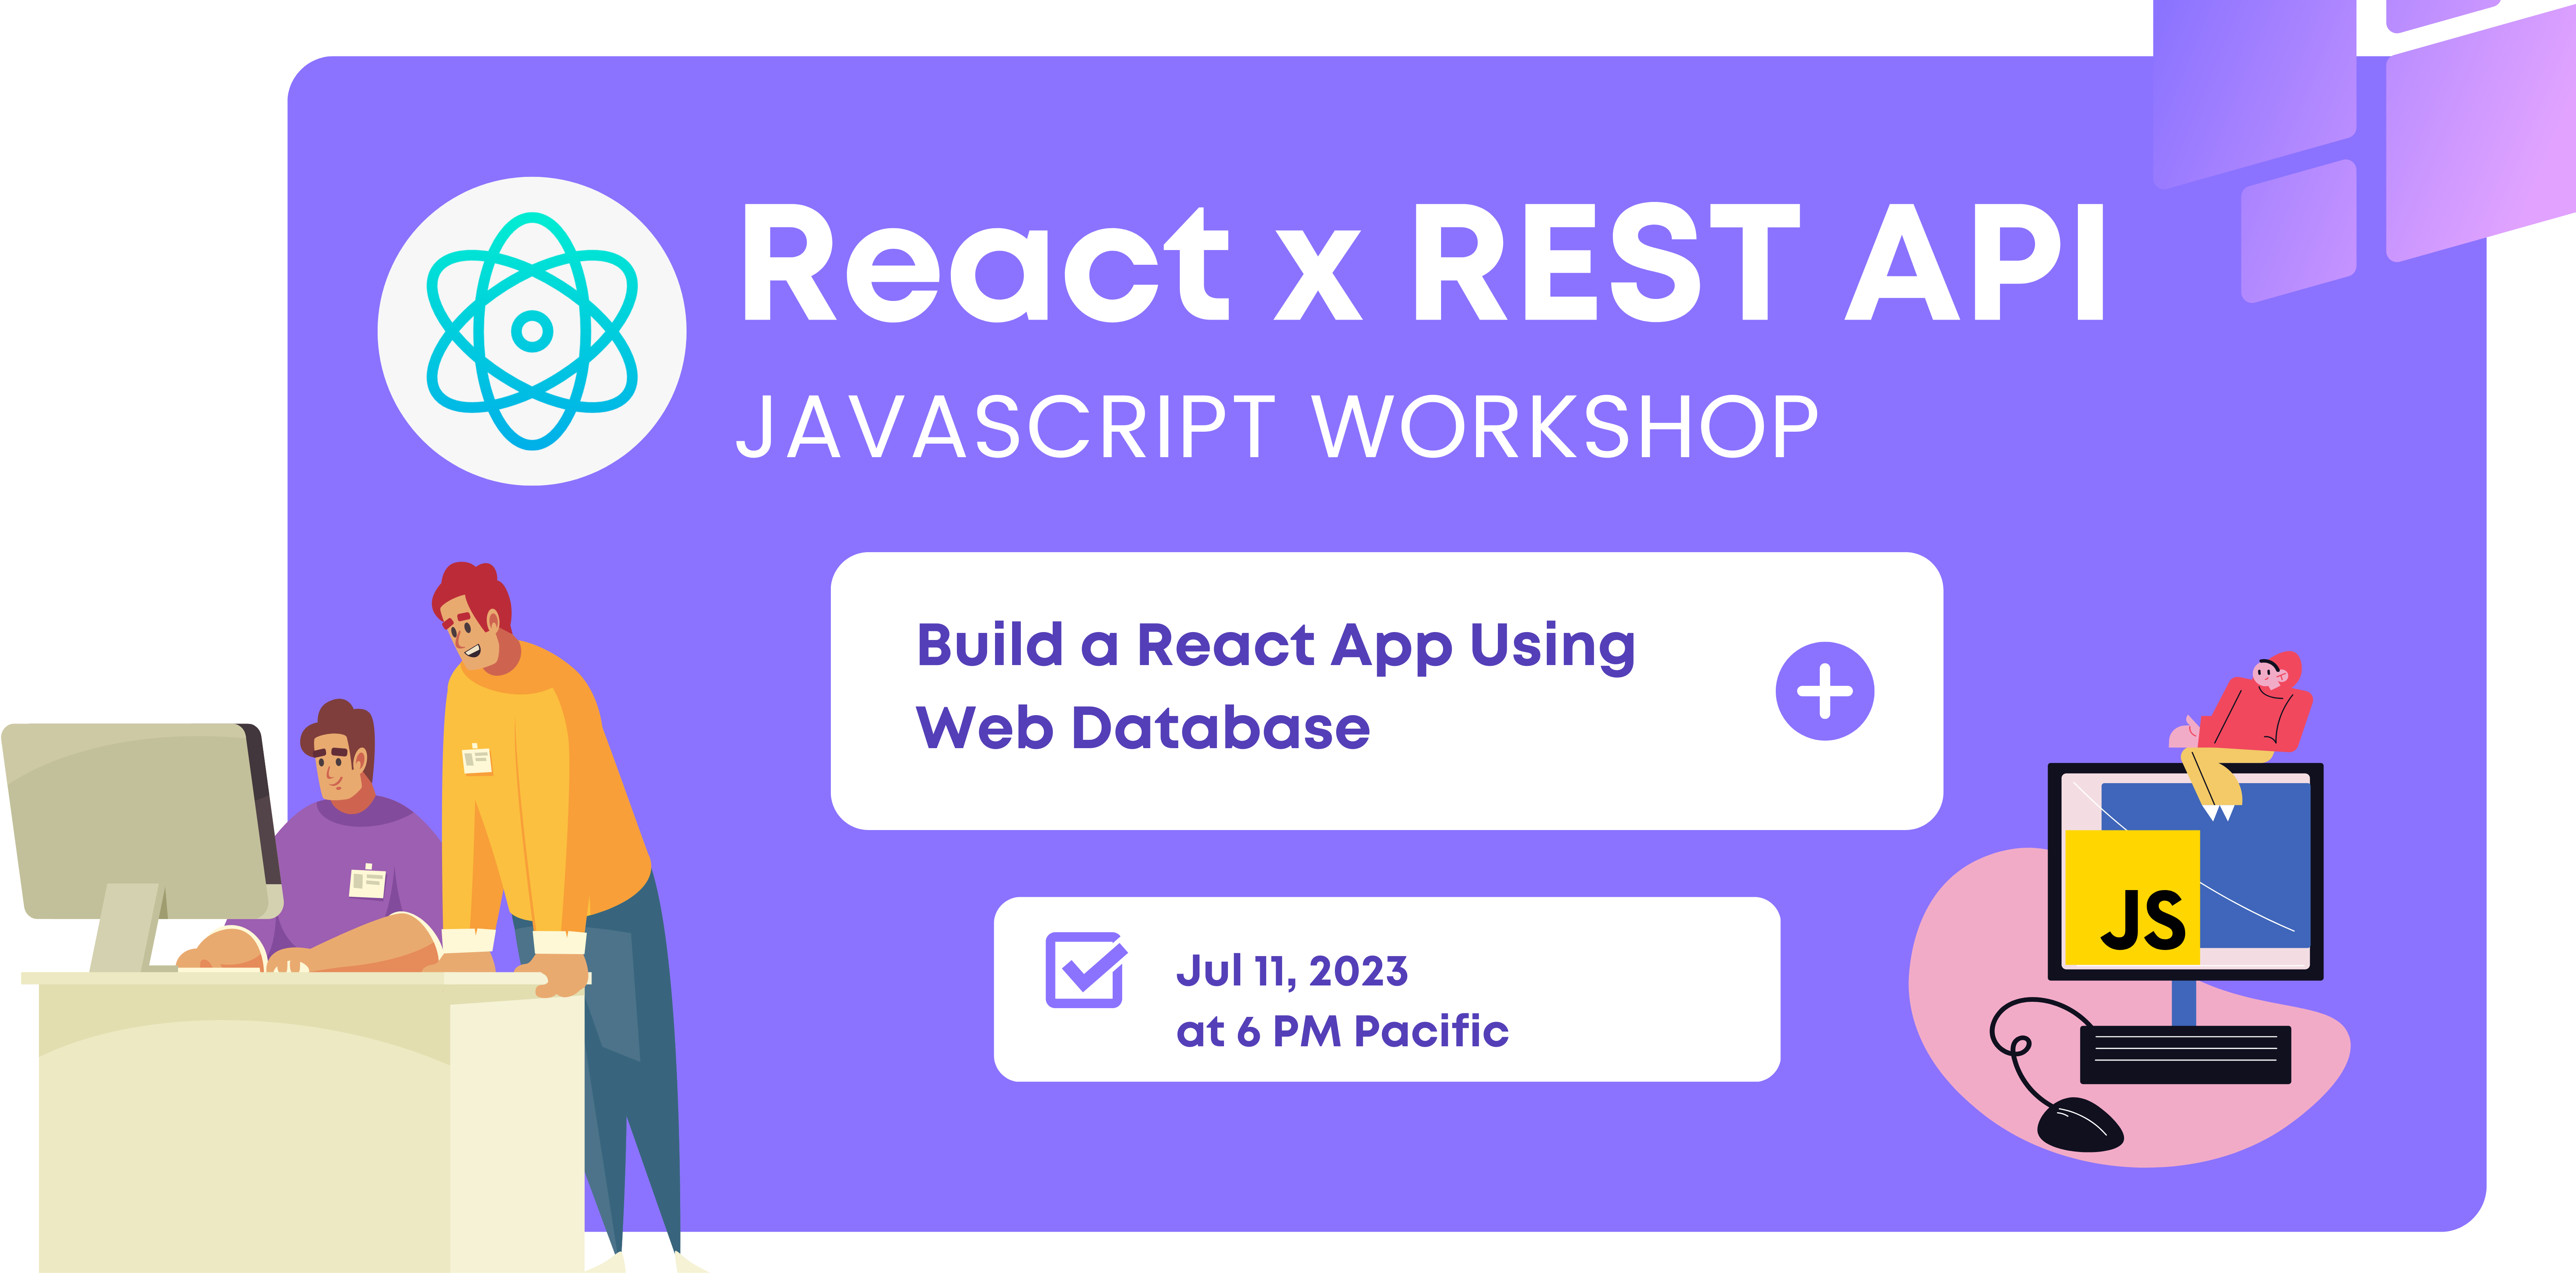 React x REST API
JAVASCRIPT WORKSHOP
Build a React App Using
Web Database
Jul 11, 2023
at 6 PM Pacific
JS